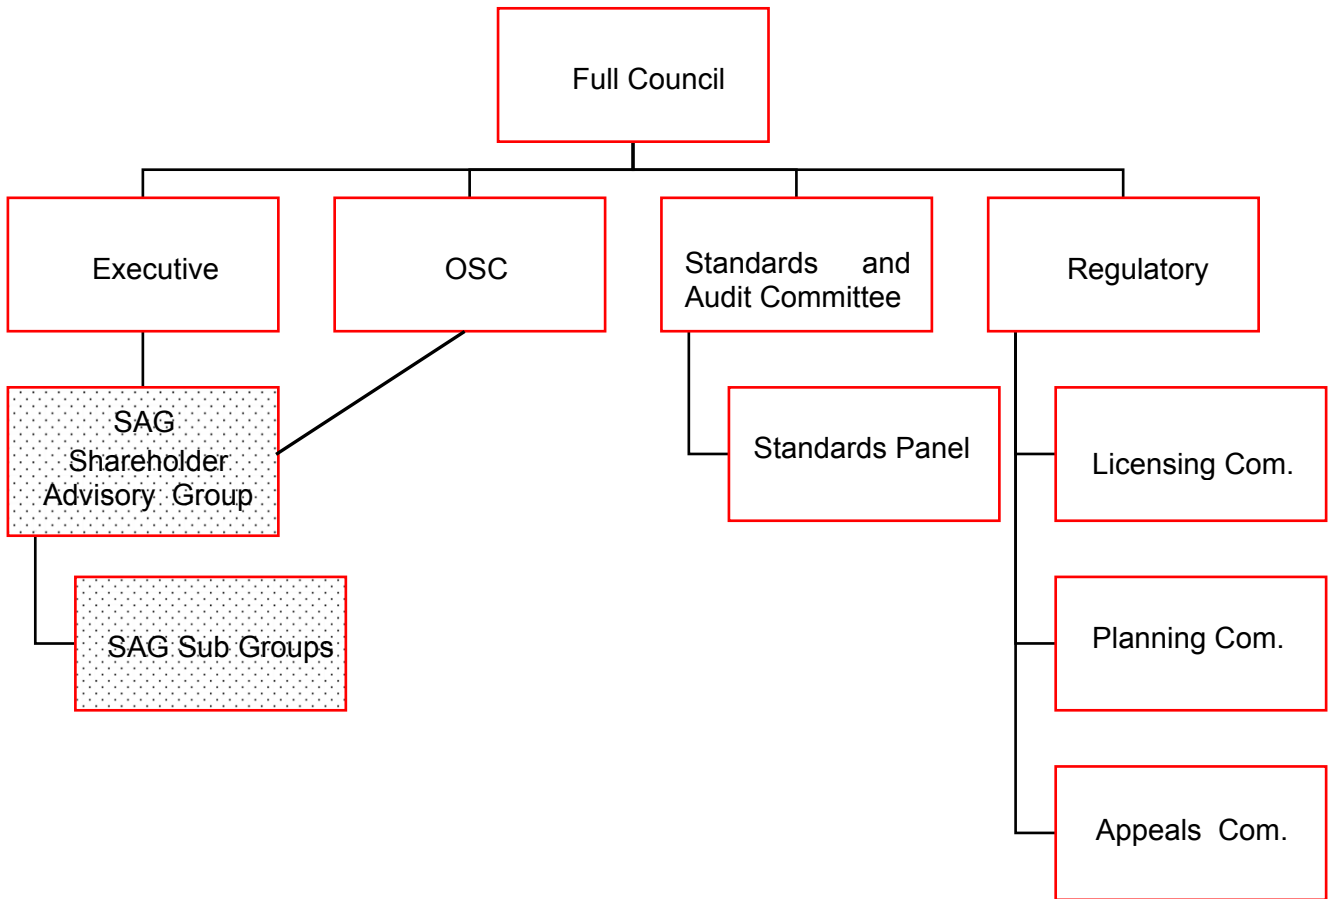 Full Council
Executive
OSC
Standards and
Audit Committee
Regulatory
SAG
Shareholder
Advisory Group
Standards Panel
Licensing Com.
SAG Sub Groups
Planning Com.
Appeals Com.